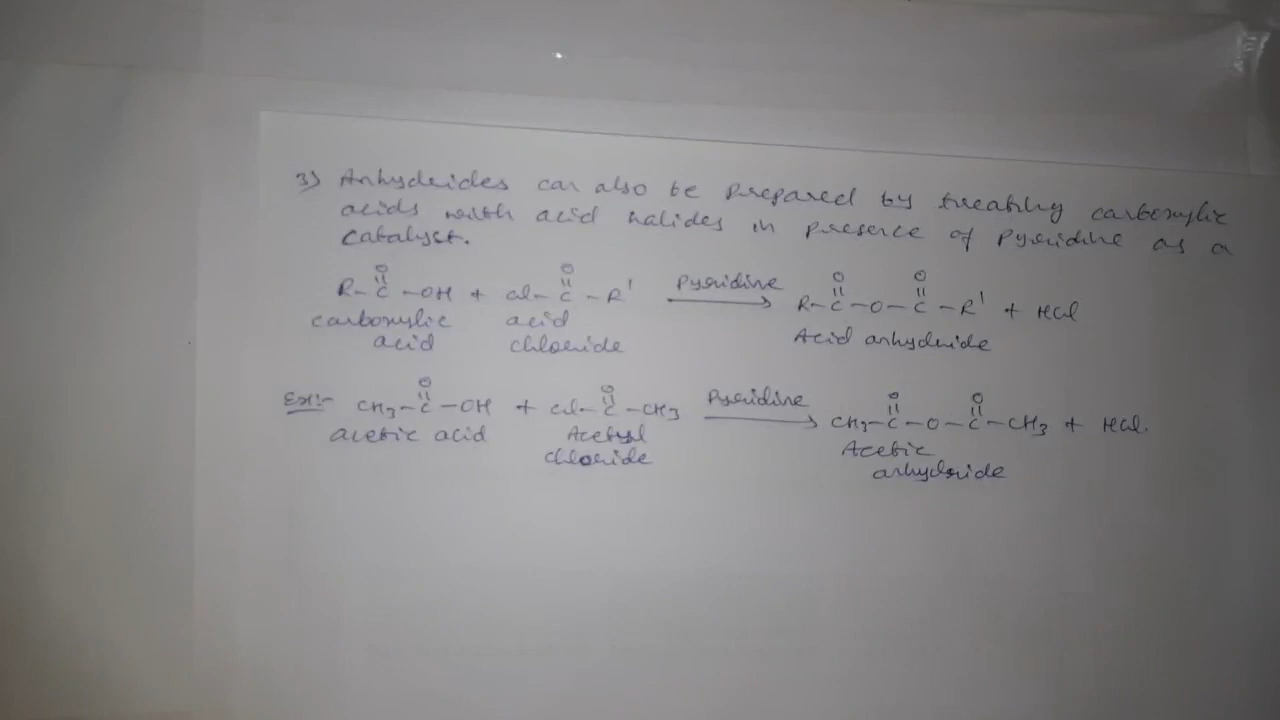 3) Anhydrides can also be prepared by treating carboxylic
acids with acid halides in presence of pyridine as a
catalyst.
O O Pyridine O O
R-C-OH + Cl-C-R' → R-C-O-C-R' + HCl
carboxylic acid Acid anhydride
acid chloride
O O Pyridine O O
Ex:- CH3-C-OH + Cl-C-CH3 → CH3-C-O-C-CH3 + HCl.
acetic acid Acetyl Acetic
chloride anhydride